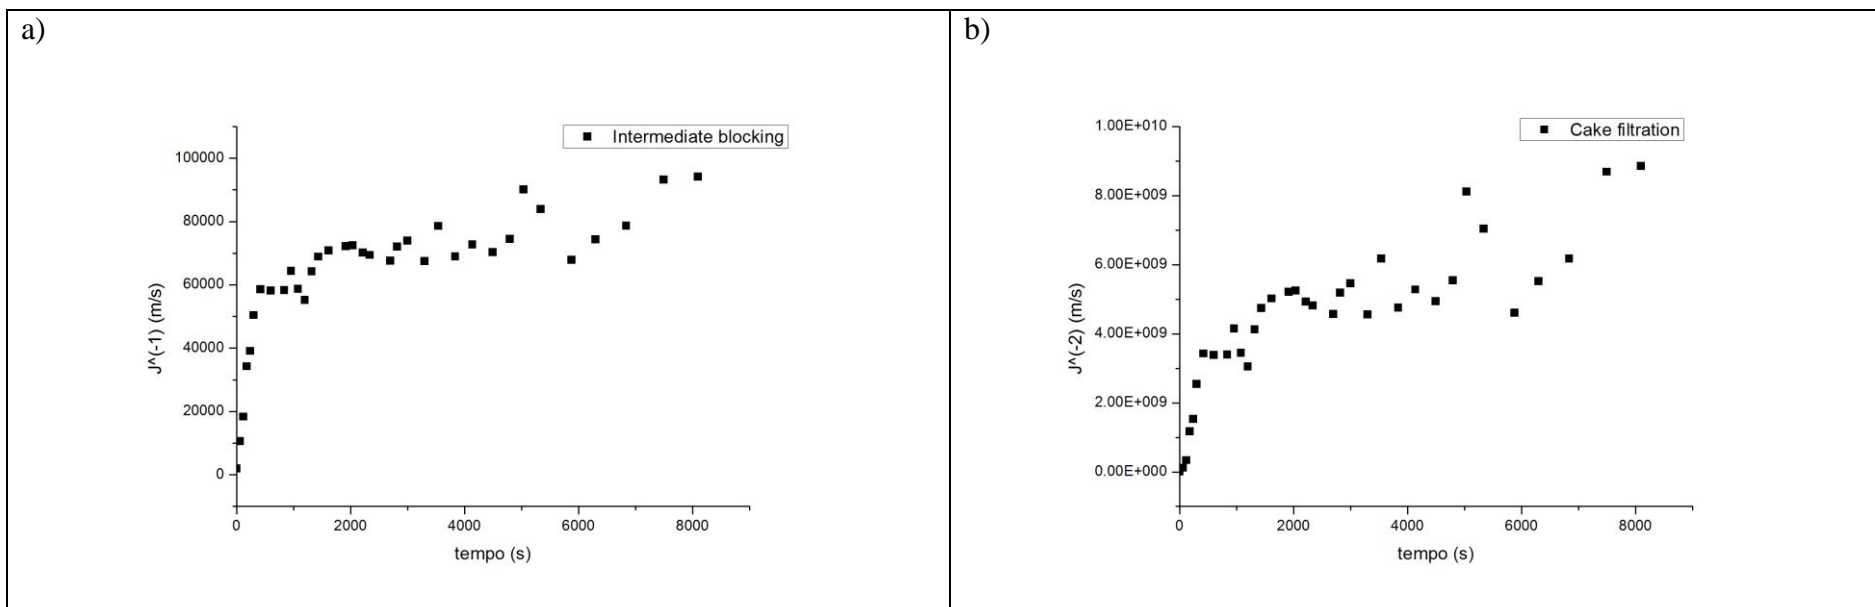 a)
Intermediate blocking
100000
80000
60000
40000
20000
0
J^(-1) (m/s)
0 2000 4000 6000 8000
tempo (s)
b)
Cake filtration
1.00E+010
8.00E+009
6.00E+009
4.00E+009
2.00E+009
0.00E+000
J^(-2) (m/s)
0 2000 4000 6000 8000
tempo (s)